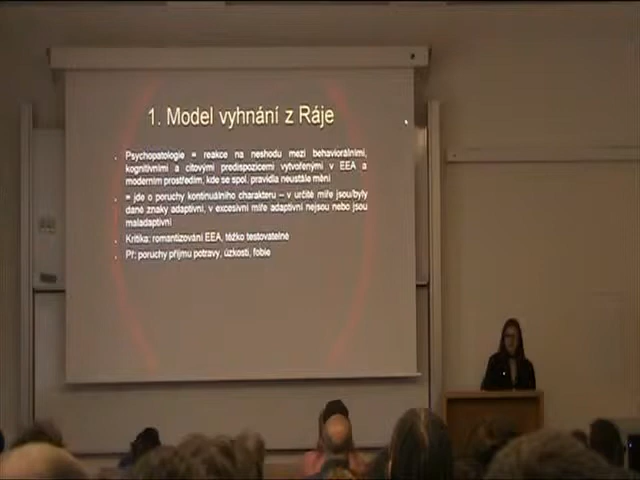 1. Model vyhnání z Ráje
Psychopatologie = reakce na neshodu mezi behaviorálními,
kognitivními a citovými predispozicemi vytvořenými v EEA a
moderním prostředím, kde se spol. pravidla neustále mění
= jde o poruchy kontinuálního charakteru – v určité míře jsou/byly
dané znaky adaptivní, v excesivní míře adaptivní nejsou nebo jsou
maladaptivní
Kritika: romantizování EEA, těžko testovatelné
Př: poruchy příjmu potravy, úzkosti, fobie